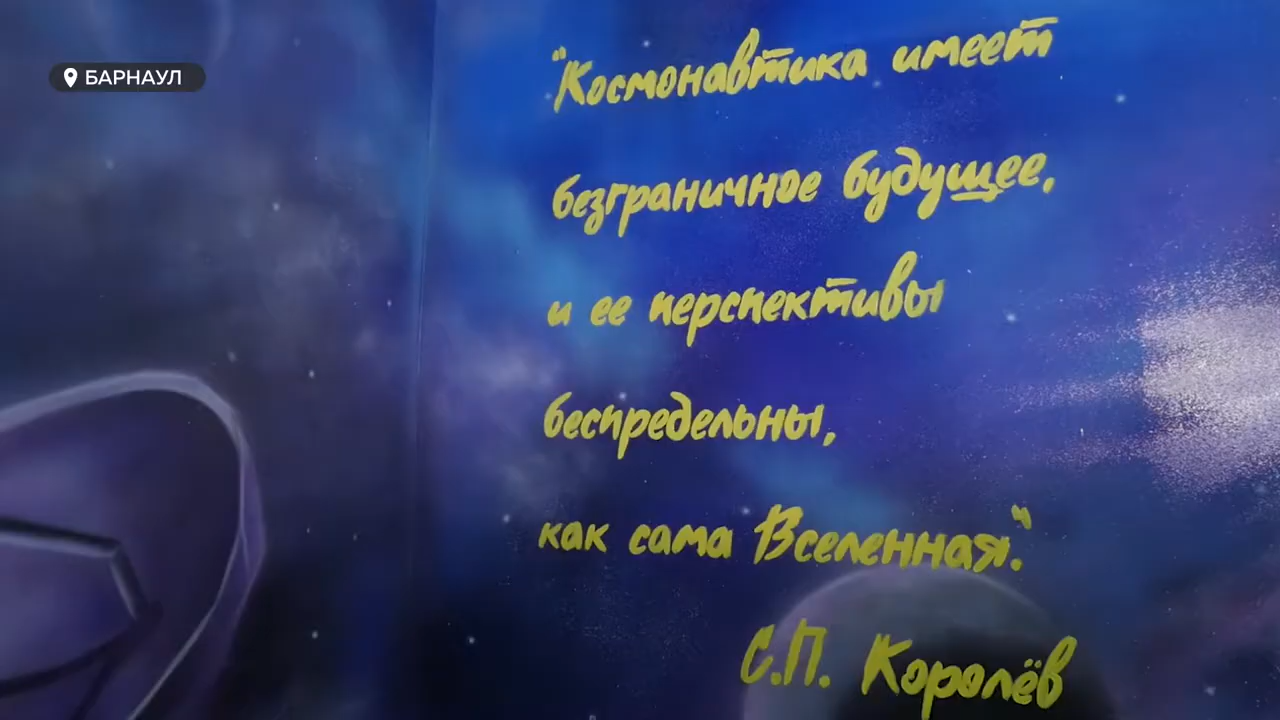 БАРНАУЛ
"Космонавтика имеет
безграничное будущее,
и ее перспективы
беспредельны,
как сама Вселенная."
С.П. Королёв